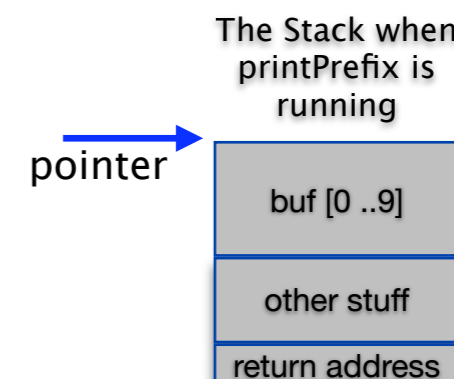 The Stack when
printPrefix is
running
pointer
buf [0 ..9]
other stuff
return address